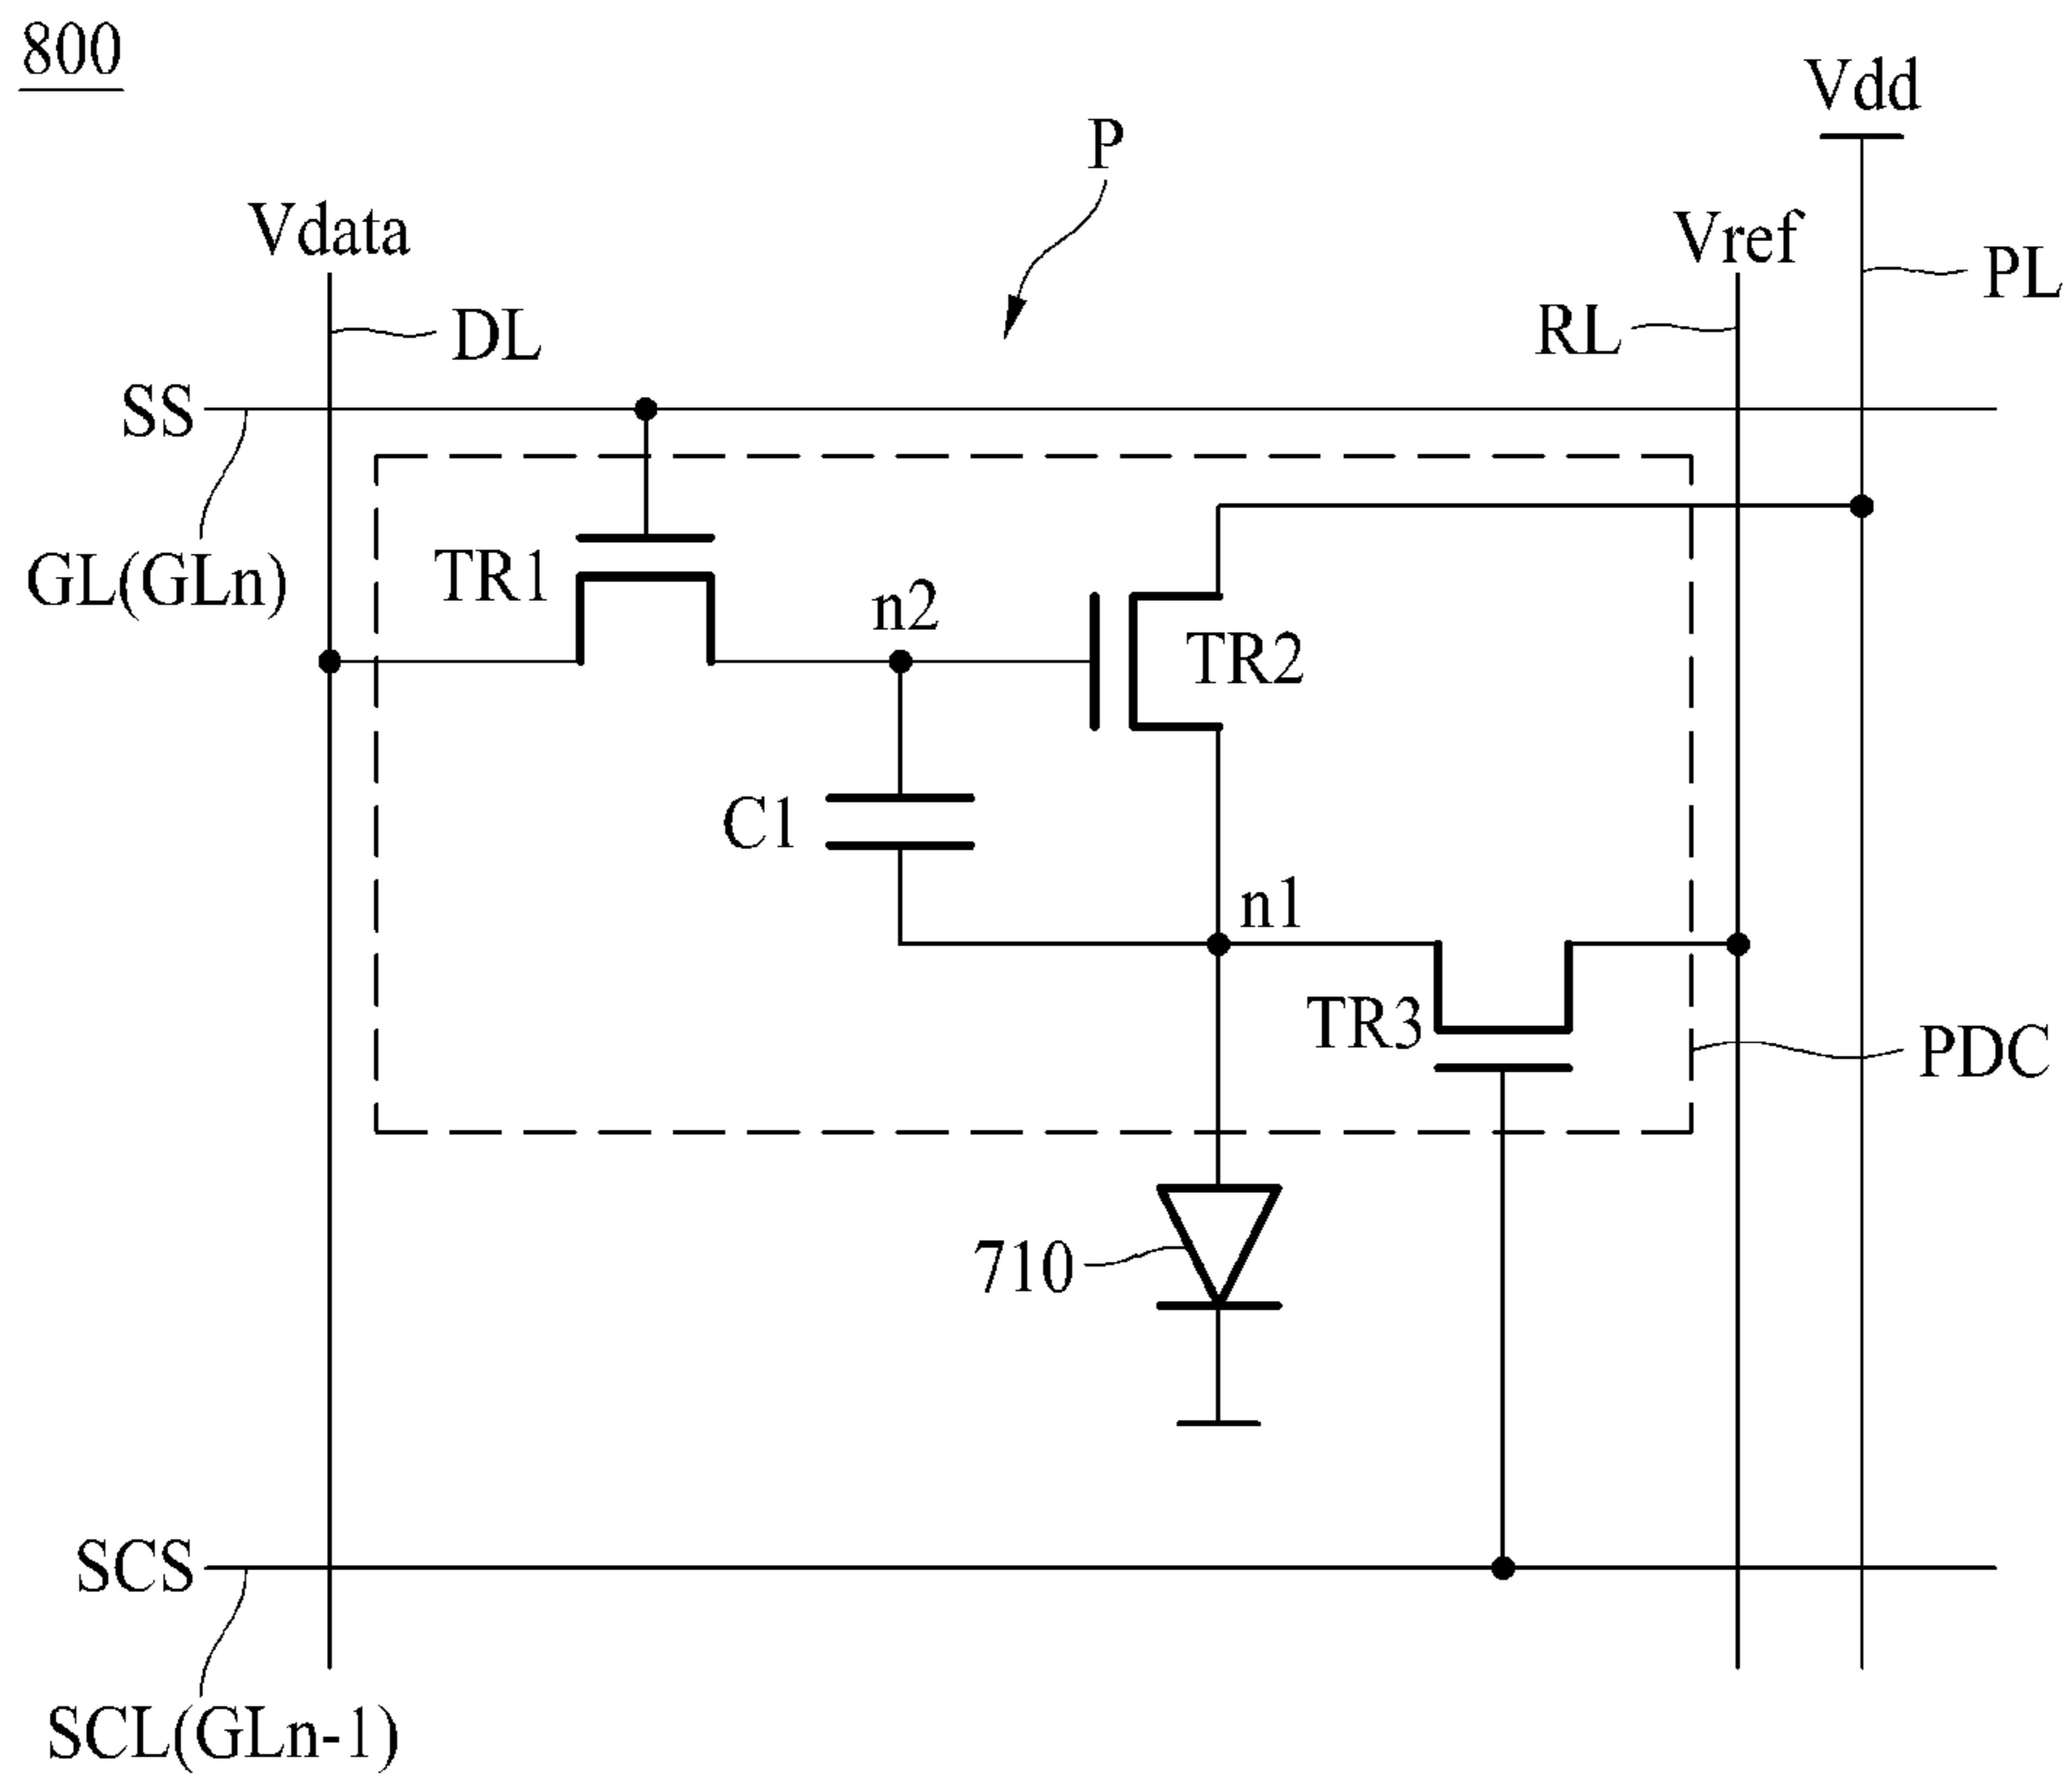 800
Vdd
P
Vdata
Vref
PL
DL
RL
SS
GL(GLn)
TR1
n2
TR2
C1
n1
TR3
PDC
710
SCS
SCL(GLn-1)